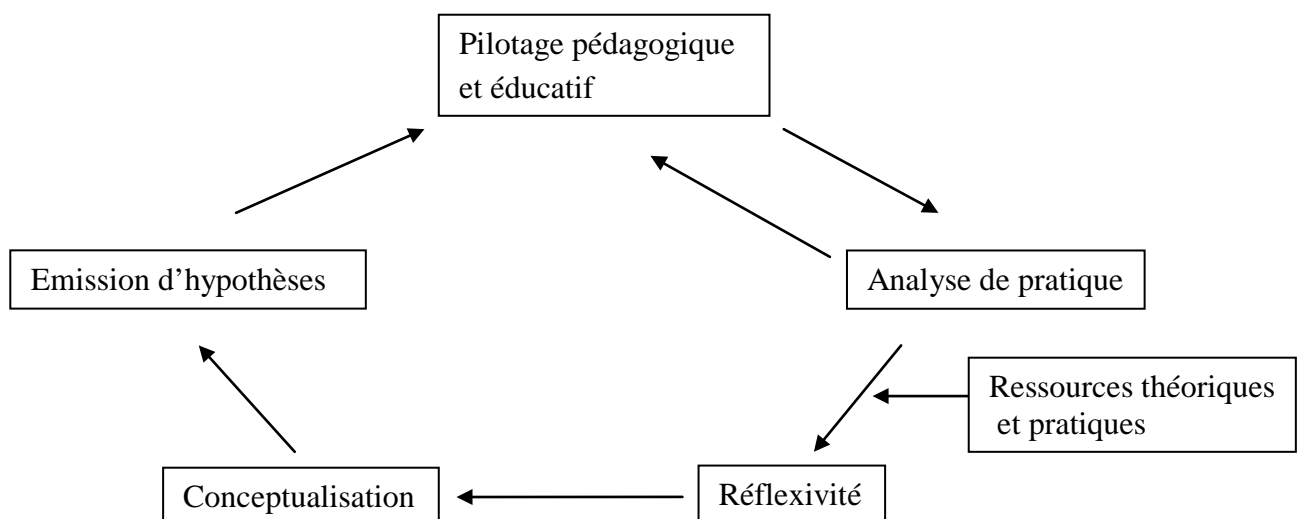 Pilotage pédagogique
et éducatif
Emission d’hypothèses
Analyse de pratique
Ressources théoriques
et pratiques
Conceptualisation
Réflexivité